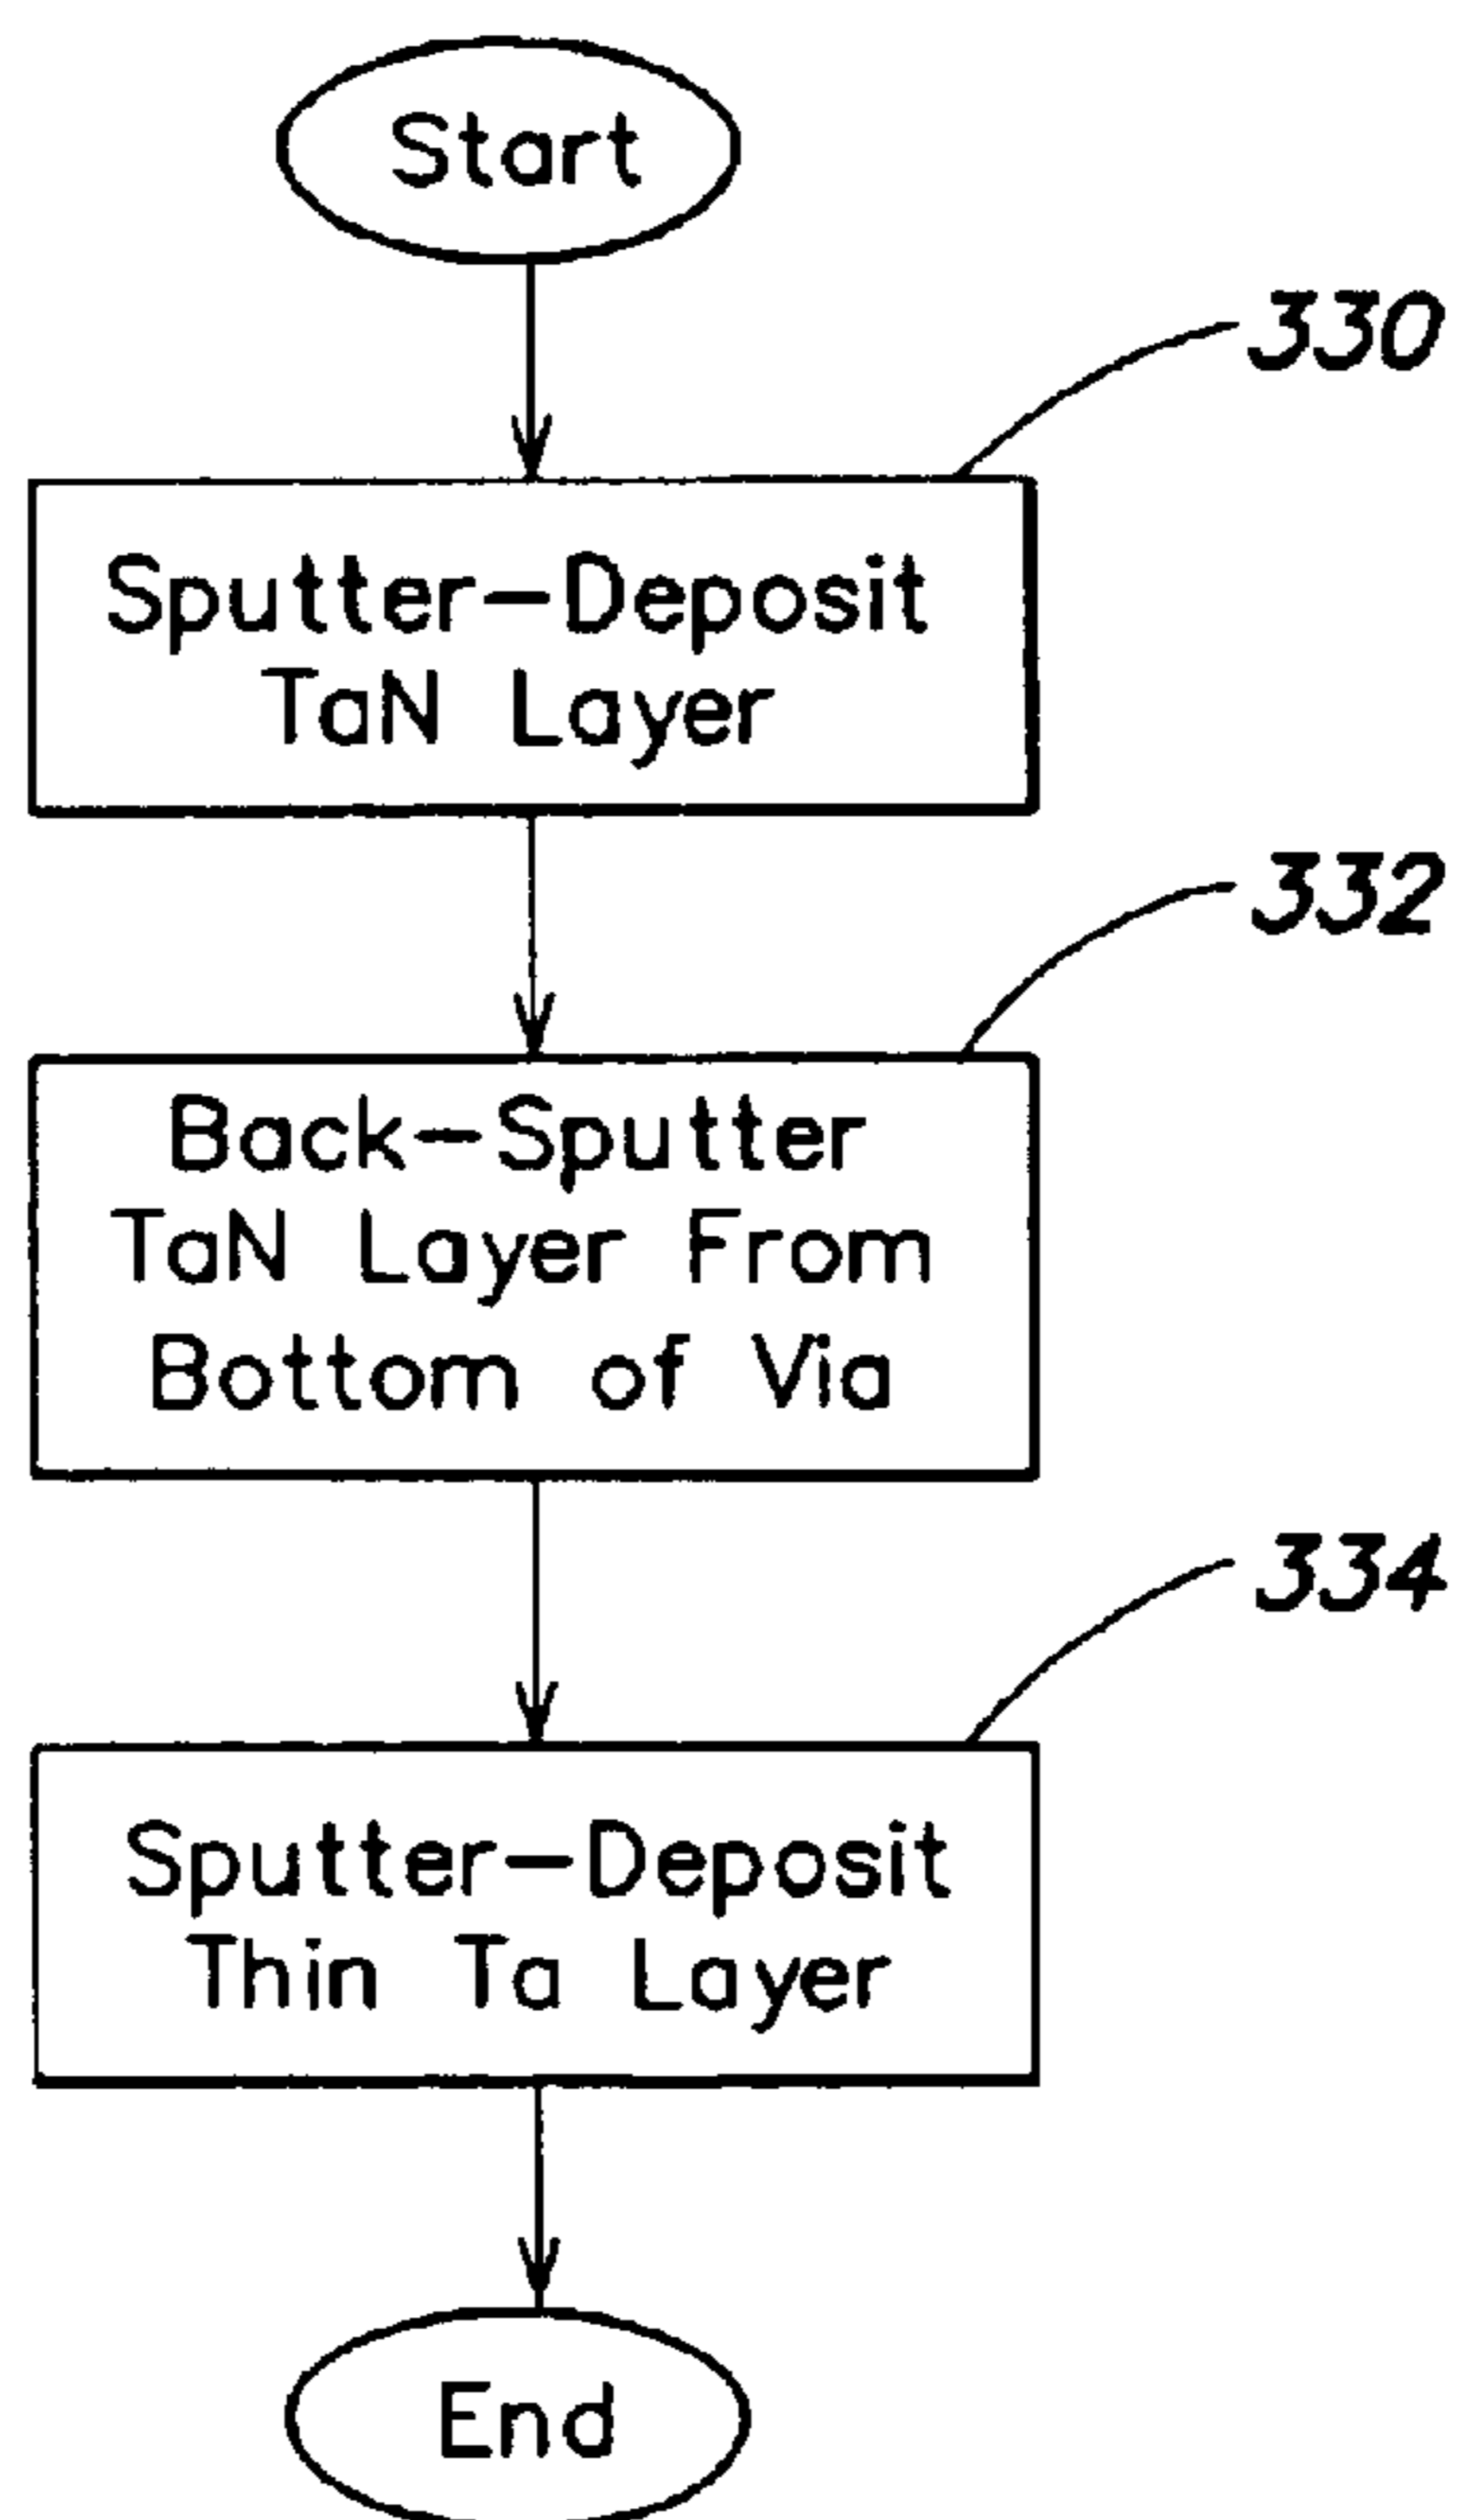 Start
330
Sputter-Deposit
TaN Layer
332
Back-Sputter
TaN Layer From
Bottom of Via
334
Sputter-Deposit
Thin Ta Layer
End